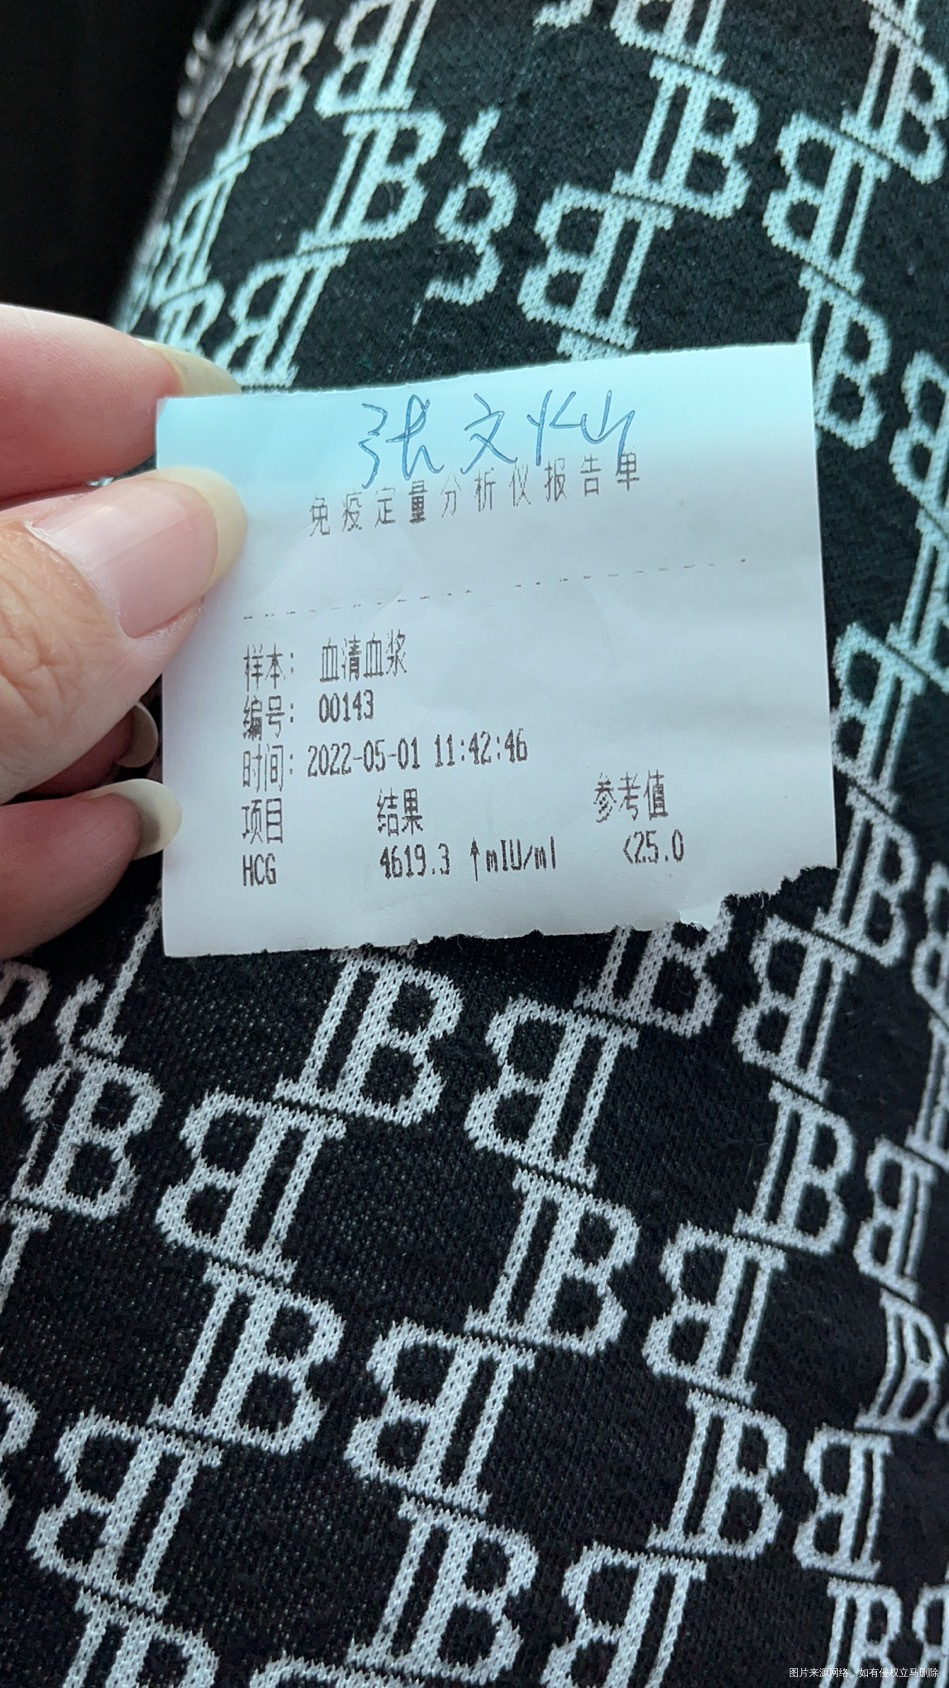 张文灿
免疫定量分析仪报告单
样本: 血清血浆
编号: 00143
时间: 2022-05-01 11:42:46
项目 结果 参考值
HCG 4619.3 ↑mIU/ml <25.0
图片来源网络，如有侵权立马删除